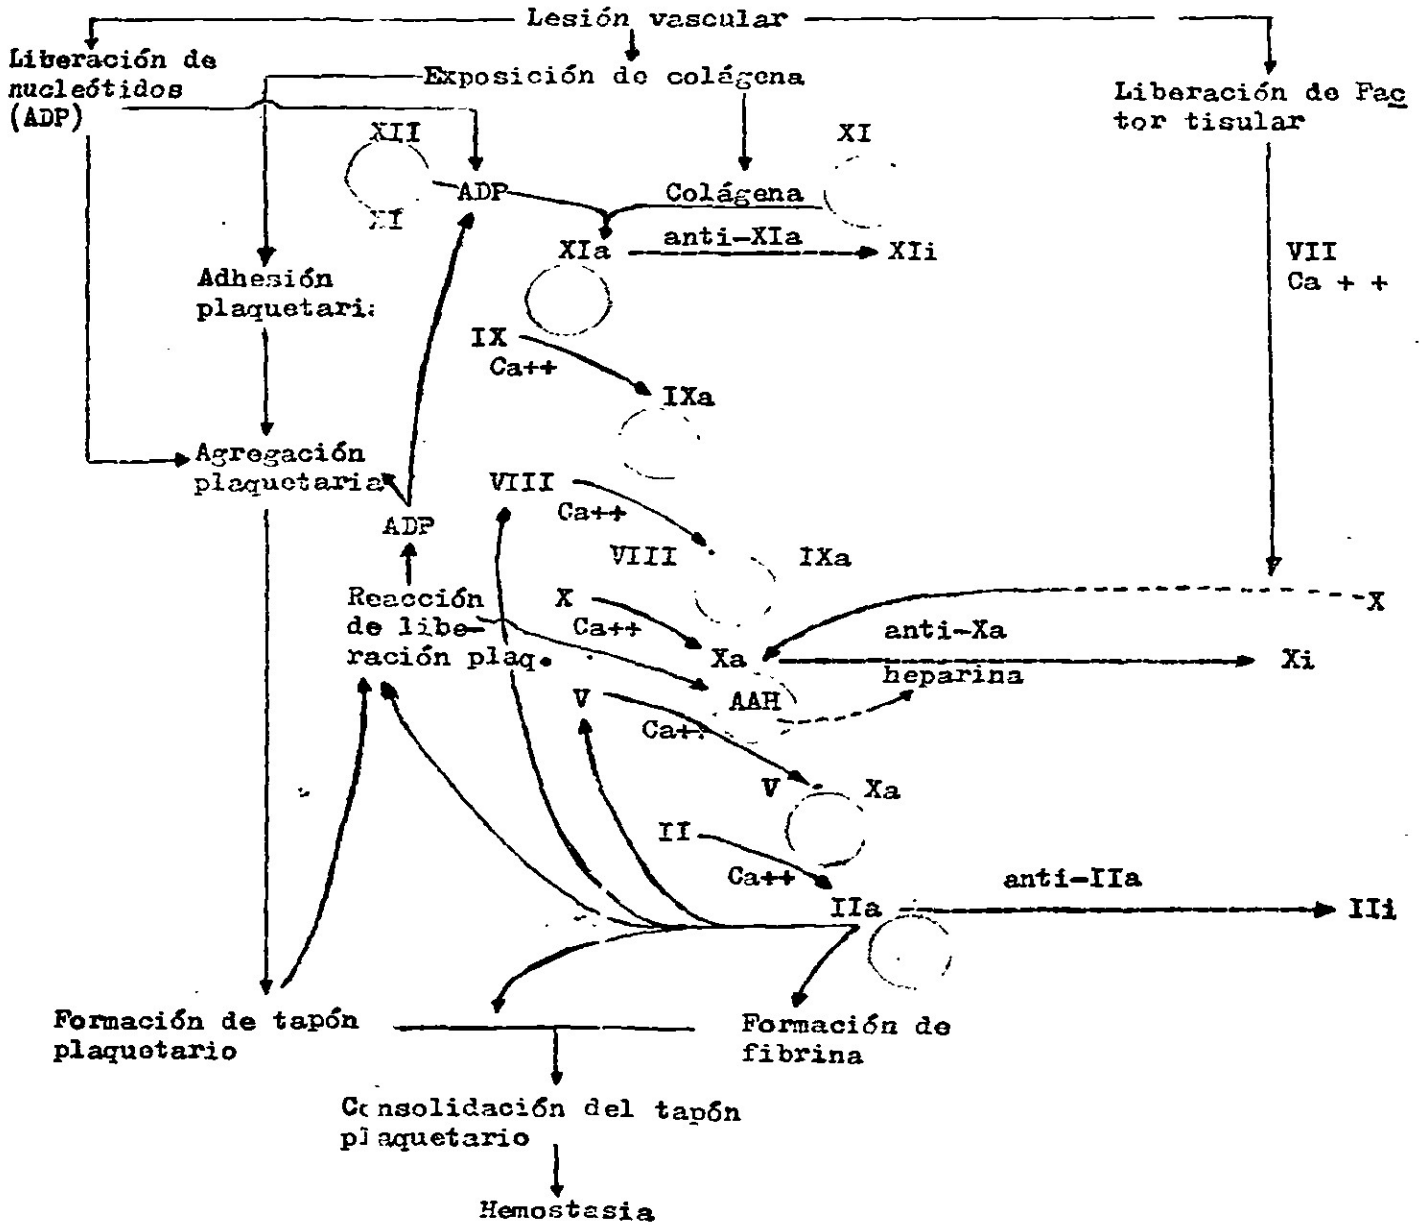 Lesión vascular
Liberación de
nucleótidos
(ADP)
Exposición de colágena
Liberación de Fac
tor tisular
XII
XI
XI
ADP
Colágena
XIa
anti-XIa
XIi
VII
Ca + +
Adhesión
plaquetaria
IX
Ca++
IXa
Agregación
plaquetaria
VIII
Ca++
ADP
VIII
IXa
Reacción
de libe-
ración plaq.
X
Ca++
X
anti-Xa
Xa
Xi
heparina
AAH
V
Ca++
V
Xa
II
Ca++
anti-IIa
IIa
IIi
Formación de tapón
plaquetario
Formación de
fibrina
Consolidación del tapón
plaquetario
Hemostasia